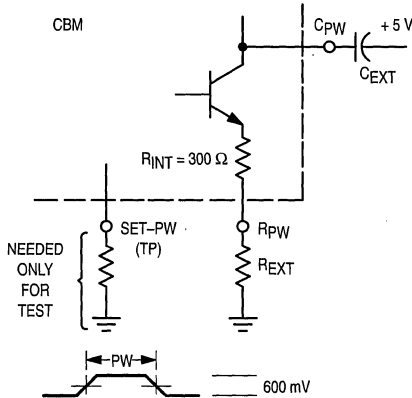 CBM
CPW
+ 5 V
CEXT
RINT = 300 Ω
SET–PW
(TP)
RPW
NEEDED
ONLY
FOR
TEST
REXT
PW
600 mV